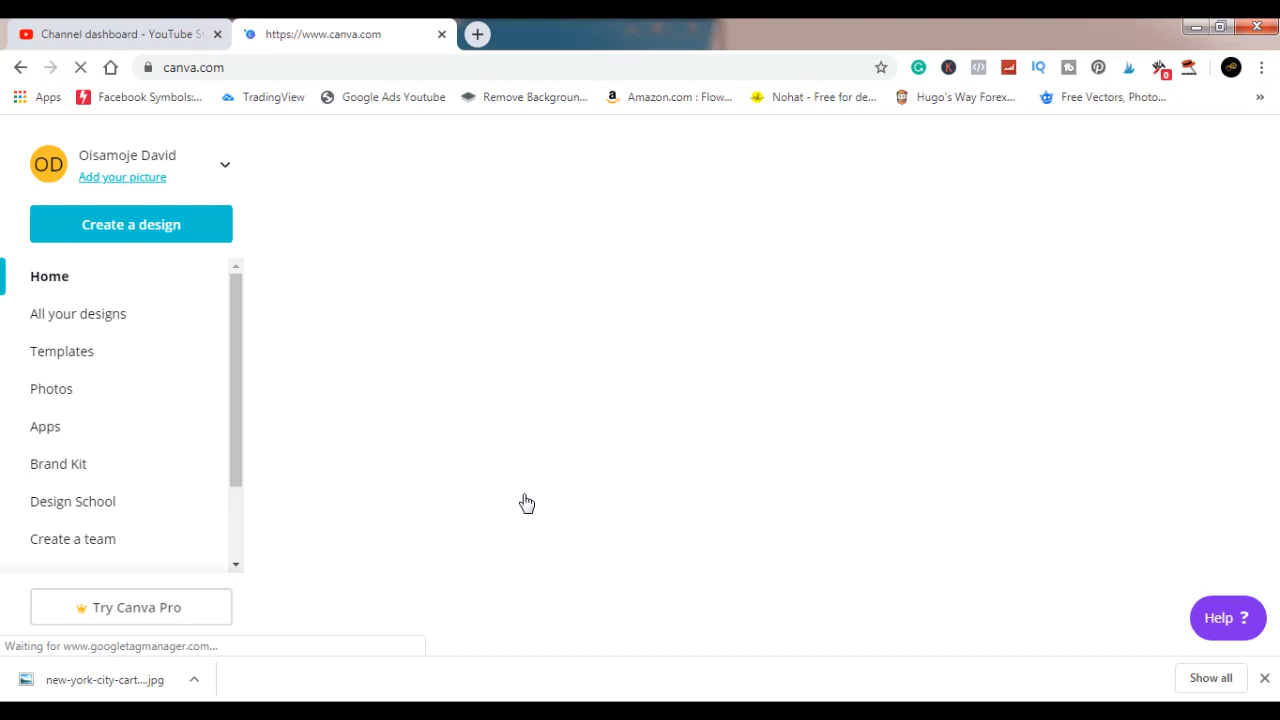 Channel dashboard - YouTube S
https://www.canva.com
canva.com
0
Apps
Facebook Symbols:...
TradingView
Google Ads Youtube
Remove Backgroun...
Amazon.com : Flow...
Nohat - Free for de...
Hugo's Way Forex...
Free Vectors, Photo...
»
OD
Oisamoje David
Add your picture
Create a design
Home
All your designs
Templates
Photos
Apps
Brand Kit
Design School
Create a team
Try Canva Pro
Help ?
Waiting for www.googletagmanager.com...
new-york-city-cart....jpg
Show all